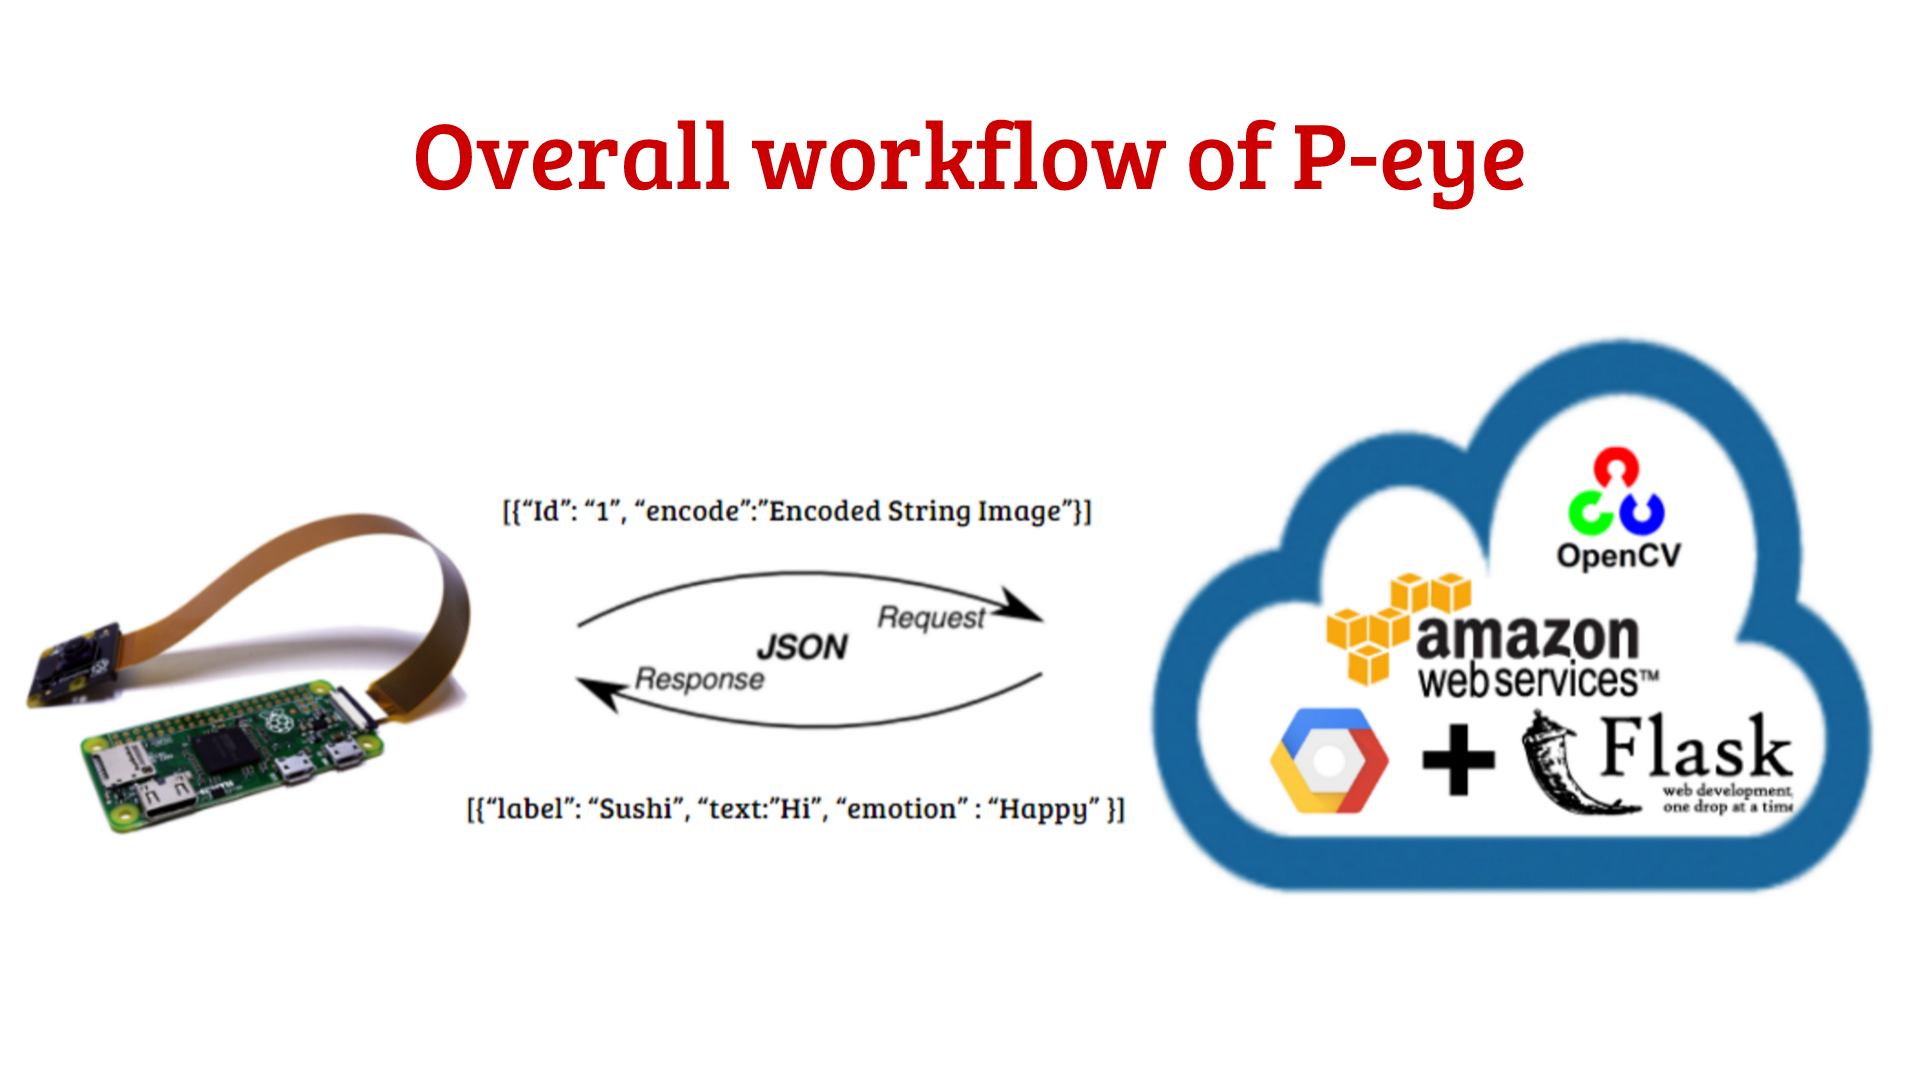 Overall workflow of P-eye
[{“Id”: “1”, “encode”:”Encoded String Image”}]
Request
JSON
Response
[{“label”: “Sushi”, “text:”Hi”, “emotion” : “Happy” }]
OpenCV
amazon
web services™
Flask
web development,
one drop at a time